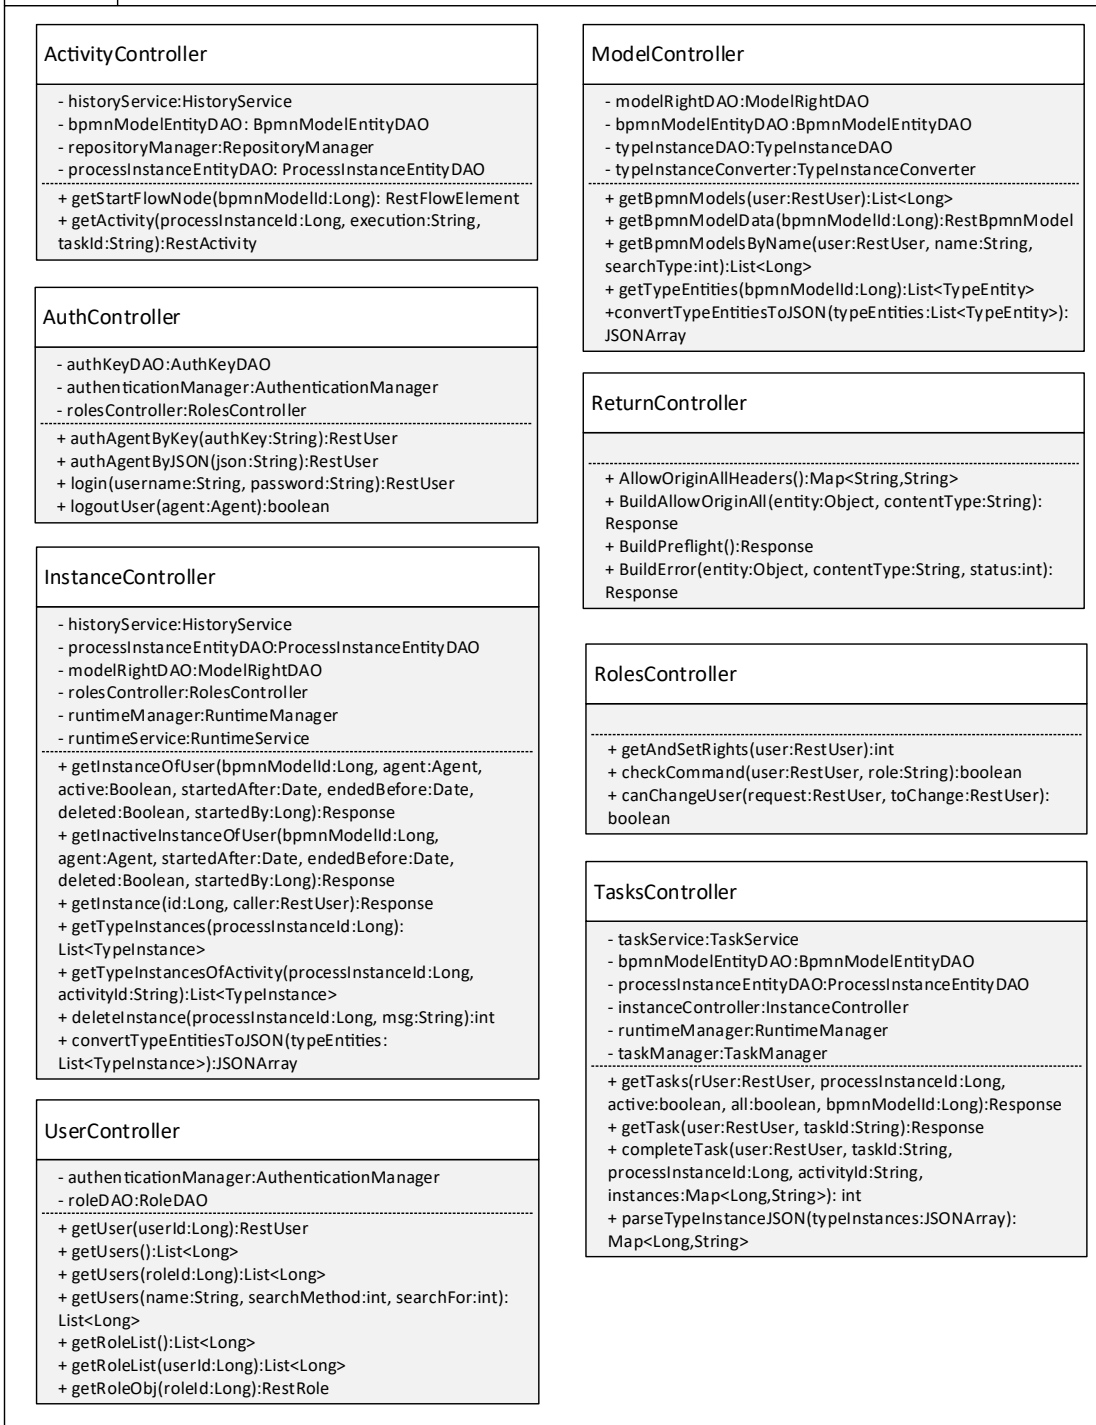 ActivityController
- historyService:HistoryService
- bpmnModelEntityDAO: BpmnModelEntityDAO
- repositoryManager:RepositoryManager
- processInstanceEntityDAO: ProcessInstanceEntityDAO
+ getStartFlowNode(bpmnModelId:Long): RestFlowElement
+ getActivity(processInstanceId:Long, execution:String,
taskId:String):RestActivity
AuthController
- authKeyDAO:AuthKeyDAO
- authenticationManager:AuthenticationManager
- rolesController:RolesController
+ authAgentByKey(authKey:String):RestUser
+ authAgentByJSON(json:String):RestUser
+ login(username:String, password:String):RestUser
+ logoutUser(agent:Agent):boolean
InstanceController
- historyService:HistoryService
- processInstanceEntityDAO:ProcessInstanceEntityDAO
- modelRightDAO:ModelRightDAO
- rolesController:RolesController
- runtimeManager:RuntimeManager
- runtimeService:RuntimeService
+ getInstanceOfUser(bpmnModelId:Long, agent:Agent,
active:Boolean, startedAfter:Date, endedBefore:Date,
deleted:Boolean, startedBy:Long):Response
+ getInactiveInstanceOfUser(bpmnModelId:Long,
agent:Agent, startedAfter:Date, endedBefore:Date,
deleted:Boolean, startedBy:Long):Response
+ getInstance(id:Long, caller:RestUser):Response
+ getTypeInstances(processInstanceId:Long):
List<TypeInstance>
+ getTypeInstancesOfActivity(processInstanceId:Long,
activityId:String):List<TypeInstance>
+ deleteInstance(processInstanceId:Long, msg:String):int
+ convertTypeEntitiesToJSON(typeEntities:
List<TypeInstance>):JSONArray
UserController
- authenticationManager:AuthenticationManager
- roleDAO:RoleDAO
+ getUser(userId:Long):RestUser
+ getUsers():List<Long>
+ getUsers(roleId:Long):List<Long>
+ getUsers(name:String, searchMethod:int, searchFor:int):
List<Long>
+ getRoleList():List<Long>
+ getRoleList(userId:Long):List<Long>
+ getRoleObj(roleId:Long):RestRole
ModelController
- modelRightDAO:ModelRightDAO
- bpmnModelEntityDAO:BpmnModelEntityDAO
- typeInstanceDAO:TypeInstanceDAO
- typeInstanceConverter:TypeInstanceConverter
+ getBpmnModels(user:RestUser):List<Long>
+ getBpmnModelData(bpmnModelId:Long):RestBpmnModel
+ getBpmnModelsByName(user:RestUser, name:String,
searchType:int):List<Long>
+ getTypeEntities(bpmnModelId:Long):List<TypeEntity>
+convertTypeEntitiesToJSON(typeEntities:List<TypeEntity>):
JSONArray
ReturnController
+ AllowOriginAllHeaders():Map<String,String>
+ BuildAllowOriginAll(entity:Object, contentType:String):
Response
+ BuildPreflight():Response
+ BuildError(entity:Object, contentType:String, status:int):
Response
RolesController
+ getAndSetRights(user:RestUser):int
+ checkCommand(user:RestUser, role:String):boolean
+ canChangeUser(request:RestUser, toChange:RestUser):
boolean
TasksController
- taskService:TaskService
- bpmnModelEntityDAO:BpmnModelEntityDAO
- processInstanceEntityDAO:ProcessInstanceEntityDAO
- instanceController:InstanceController
- runtimeManager:RuntimeManager
- taskManager:TaskManager
+ getTasks(rUser:RestUser, processInstanceId:Long,
active:boolean, all:boolean, bpmnModelId:Long):Response
+ getTask(user:RestUser, taskId:String):Response
+ completeTask(user:RestUser, taskId:String,
processInstanceId:Long, activityId:String,
instances:Map<Long,String>): int
+ parseTypeInstanceJSON(typeInstances:JSONArray):
Map<Long,String>